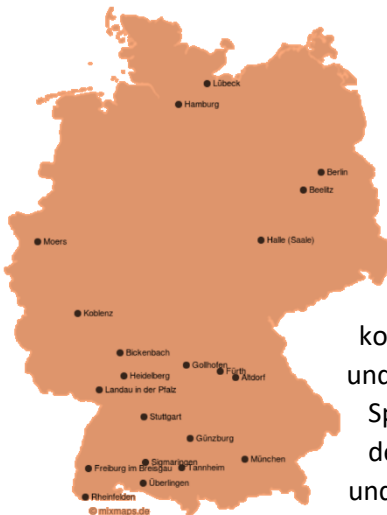 Lübeck
Hamburg
Berlin
Beelitz
Moers
Halle (Saale)
Koblenz
Bickenbach
Gollhofen
Fürth
Heidelberg
Altdorf
Landau in der Pfalz
Stuttgart
Günzburg
Sigmaringen
München
Freiburg im Breisgau
Tannheim
Überlingen
Rheinfelden
© mixmaps.de
ko
und
Sp
de
und